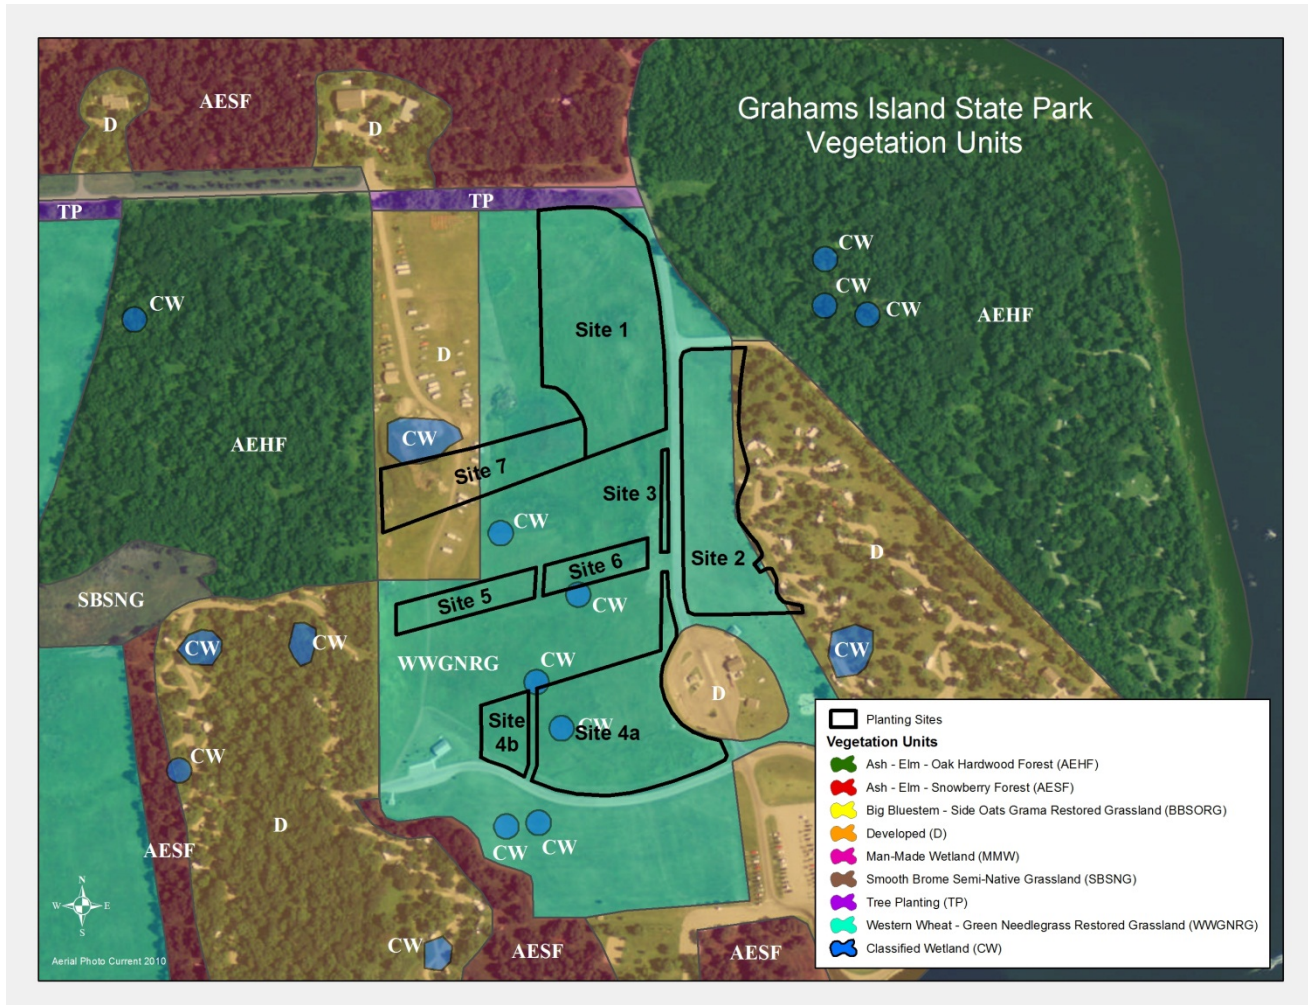 Grahams Island State Park
Vegetation Units
AESF
D
D
TP
TP
CW
CW
CW
CW
AEHF
Site 1
D
CW
AEHF
Site 7
Site 3
CW
Site 2
D
Site 6
Site 5
CW
SBSNG
CW
CW
CW
WWGNRG
CW
D
Site
4b
CW
Site 4a
CW
D
AESF
CW
CW
CW
AESF
AESF
N
W
E
S
Aerial Photo Current 2010
Planting Sites
Vegetation Units
Ash - Elm - Oak Hardwood Forest (AEHF)
Ash - Elm - Snowberry Forest (AESF)
Big Bluestem - Side Oats Grama Restored Grassland (BBSORG)
Developed (D)
Man-Made Wetland (MMW)
Smooth Brome Semi-Native Grassland (SBSNG)
Tree Planting (TP)
Western Wheat - Green Needlegrass Restored Grassland (WWGNRG)
Classified Wetland (CW)